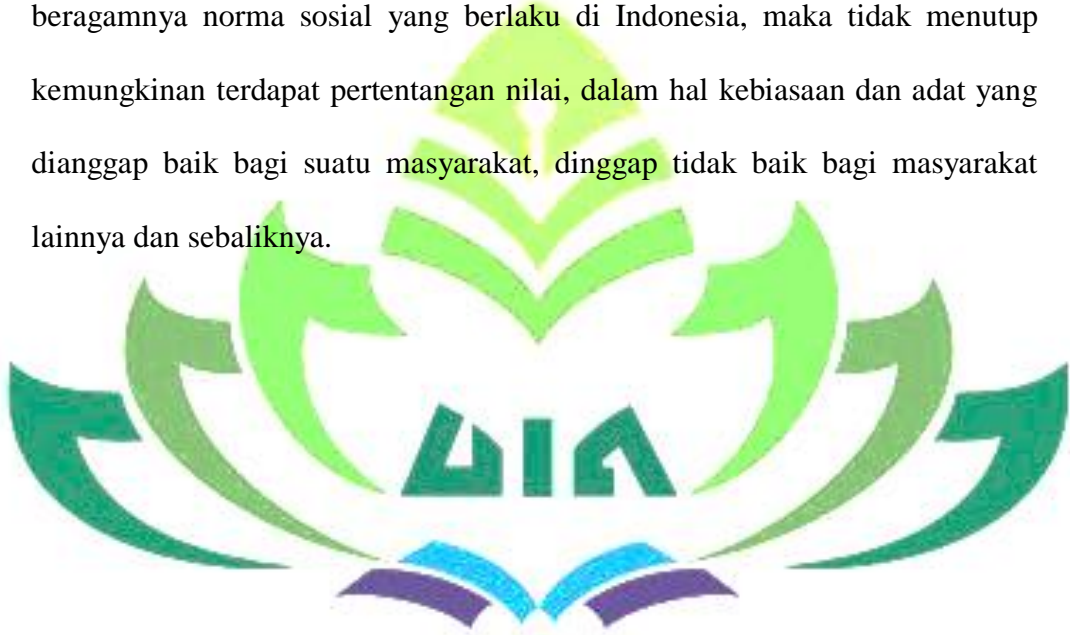 beragamnya norma sosial yang berlaku di Indonesia, maka tidak menutup
kemungkinan terdapat pertentangan nilai, dalam hal kebiasaan dan adat yang
dianggap baik bagi suatu masyarakat, dinggap tidak baik bagi masyarakat
lainnya dan sebaliknya.
UIN